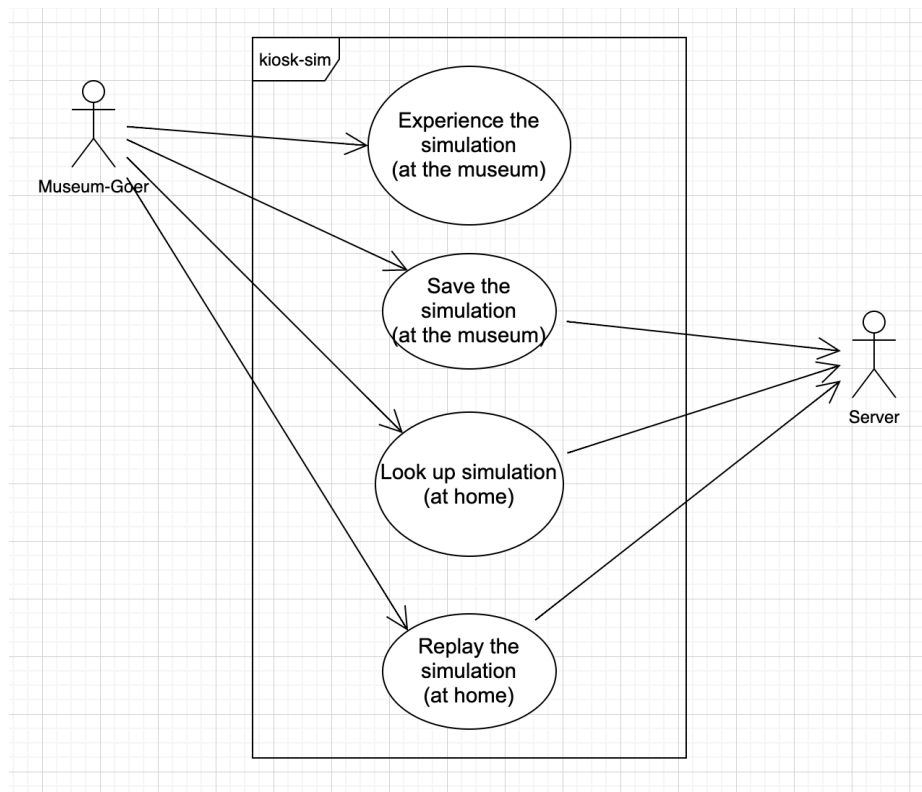 kiosk-sim
Experience the
simulation
(at the museum)
Museum-Goer
Save the
simulation
(at the museum)
Server
Look up simulation
(at home)
Replay the
simulation
(at home)